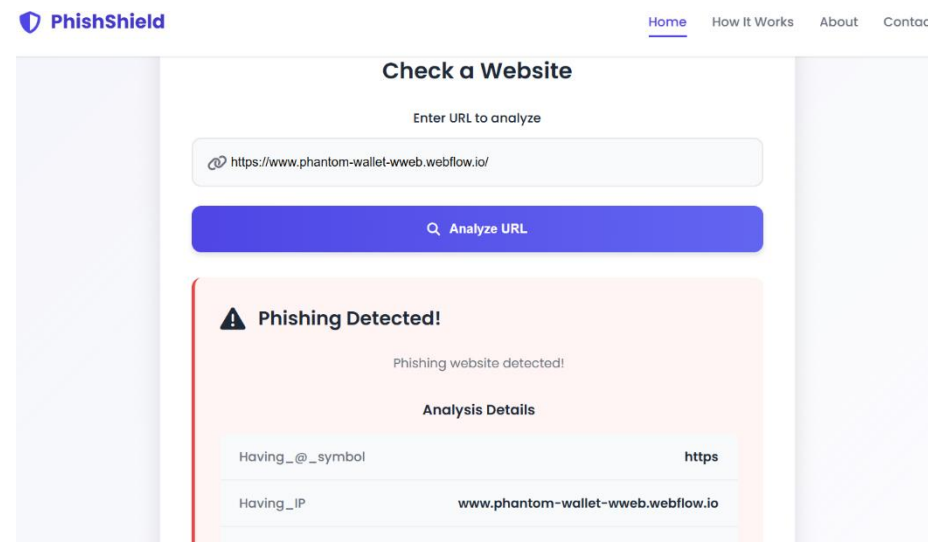 PhishShield
Home How It Works About Contac
Check a Website
Enter URL to analyze
https://www.phantom-wallet-wweb.webflow.io/
Analyze URL
Phishing Detected!
Phishing website detected!
Analysis Details
Having_@_symbol https
Having_IP www.phantom-wallet-wweb.webflow.io